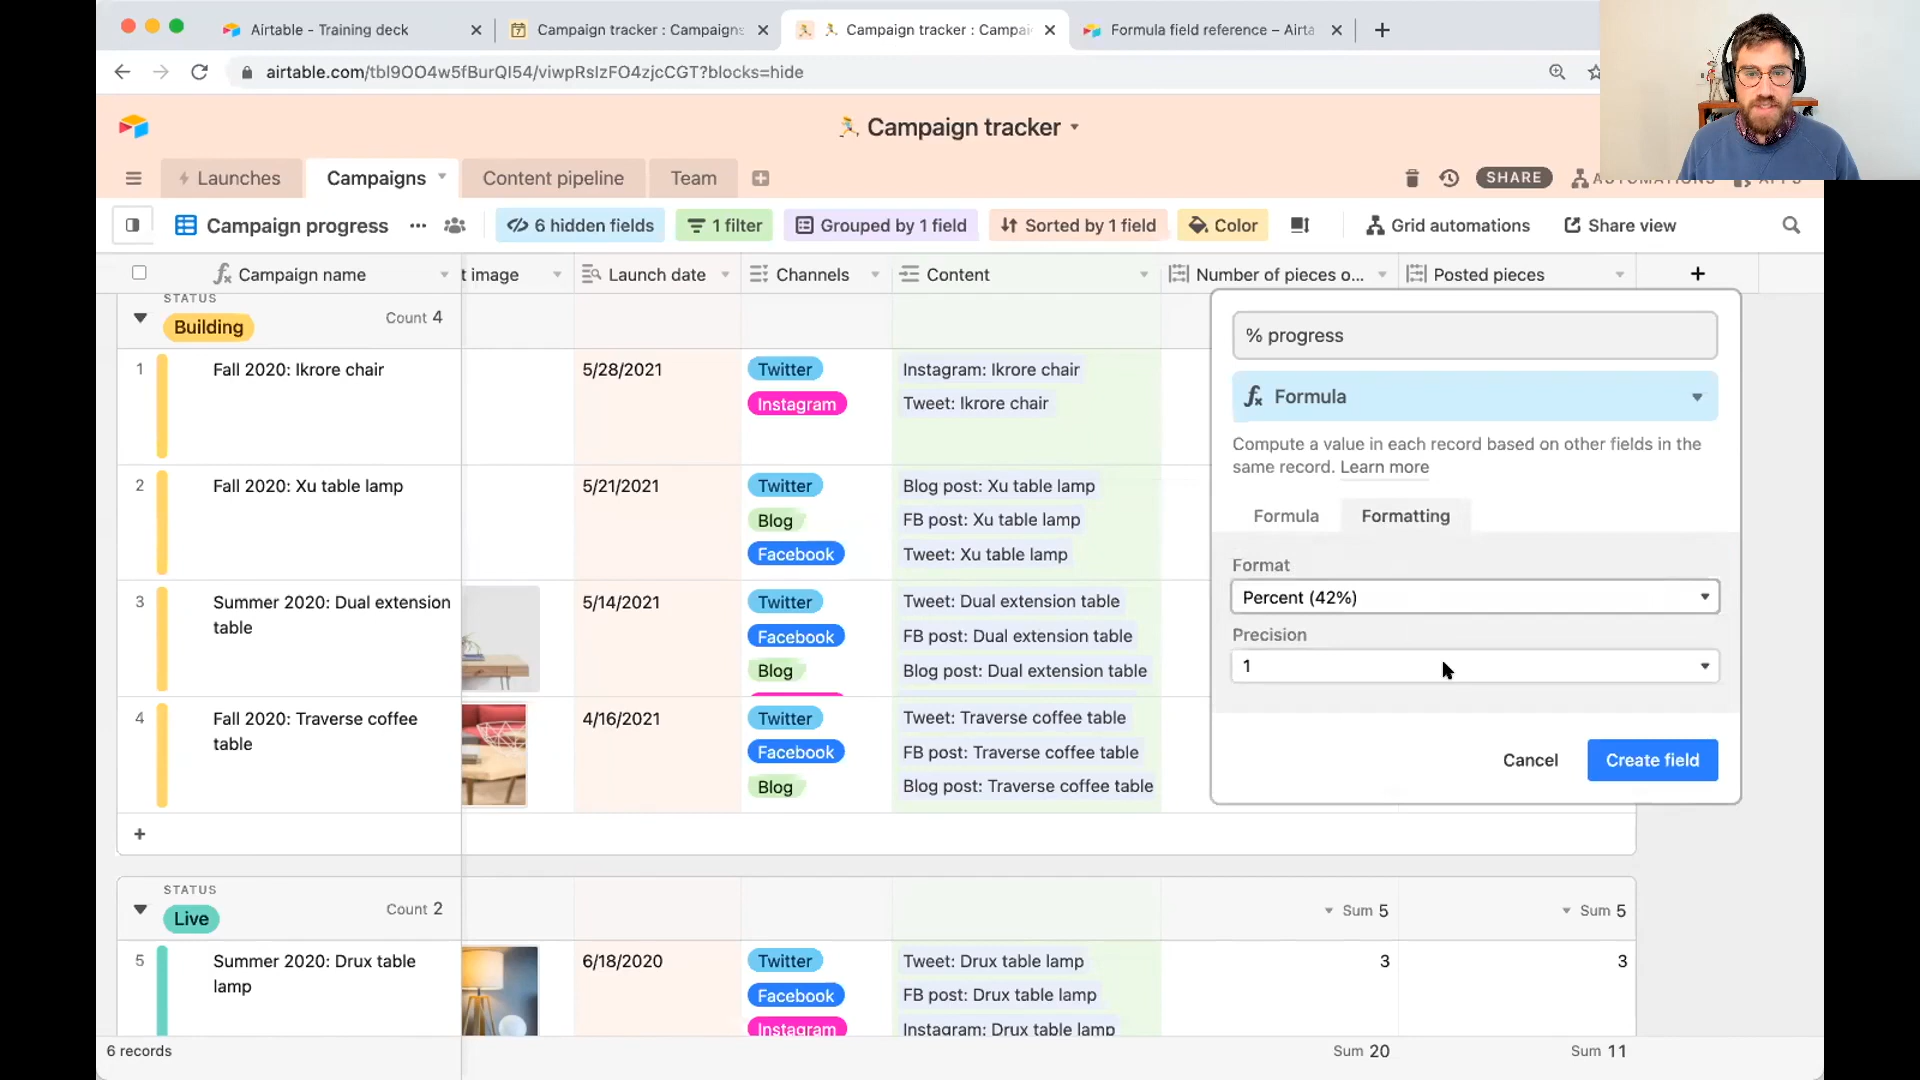 Airtable - Training deck
Campaign tracker : Campaigns
Campaign tracker : Campai
Formula field reference – Airta
airtable.com/tbl9OO4w5fBurQI54/viwpRsIzFO4zjcCGT?blocks=hide
Campaign tracker
Launches
Campaigns
Content pipeline
Team
SHARE
Campaign progress
6 hidden fields
1 filter
Grouped by 1 field
Sorted by 1 field
Color
Grid automations
Share view
Campaign name
t image
Launch date
Channels
Content
Number of pieces o...
Posted pieces
STATUS
Building
Count 4
1
Fall 2020: Ikrore chair
5/28/2021
Twitter
Instagram
Instagram: Ikrore chair
Tweet: Ikrore chair
2
Fall 2020: Xu table lamp
5/21/2021
Twitter
Blog
Facebook
Blog post: Xu table lamp
FB post: Xu table lamp
Tweet: Xu table lamp
3
Summer 2020: Dual extension
table
5/14/2021
Twitter
Facebook
Blog
Tweet: Dual extension table
FB post: Dual extension table
Blog post: Dual extension table
4
Fall 2020: Traverse coffee
table
4/16/2021
Twitter
Facebook
Blog
Tweet: Traverse coffee table
FB post: Traverse coffee table
Blog post: Traverse coffee table
% progress
Formula
Compute a value in each record based on other fields in the
same record. Learn more
Formula
Formatting
Format
Percent (42%)
Precision
1
Cancel
Create field
STATUS
Live
Count 2
Sum 5
Sum 5
5
Summer 2020: Drux table
lamp
6/18/2020
Twitter
Facebook
Instagram
Tweet: Drux table lamp
FB post: Drux table lamp
Instagram: Drux table lamp
3
3
6 records
Sum 20
Sum 11